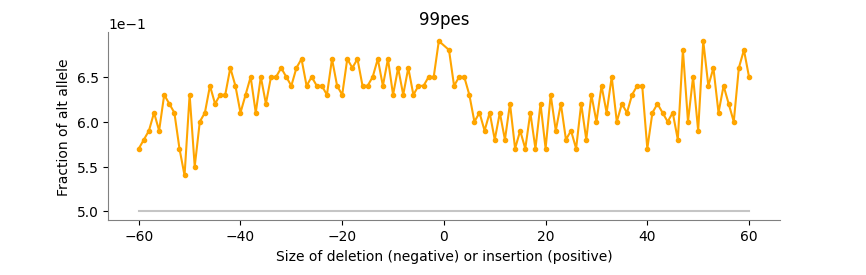 99pes
1e−1
Fraction of alt allele
6.5
6.0
5.5
5.0
−60 −40 −20 0 20 40 60
Size of deletion (negative) or insertion (positive)